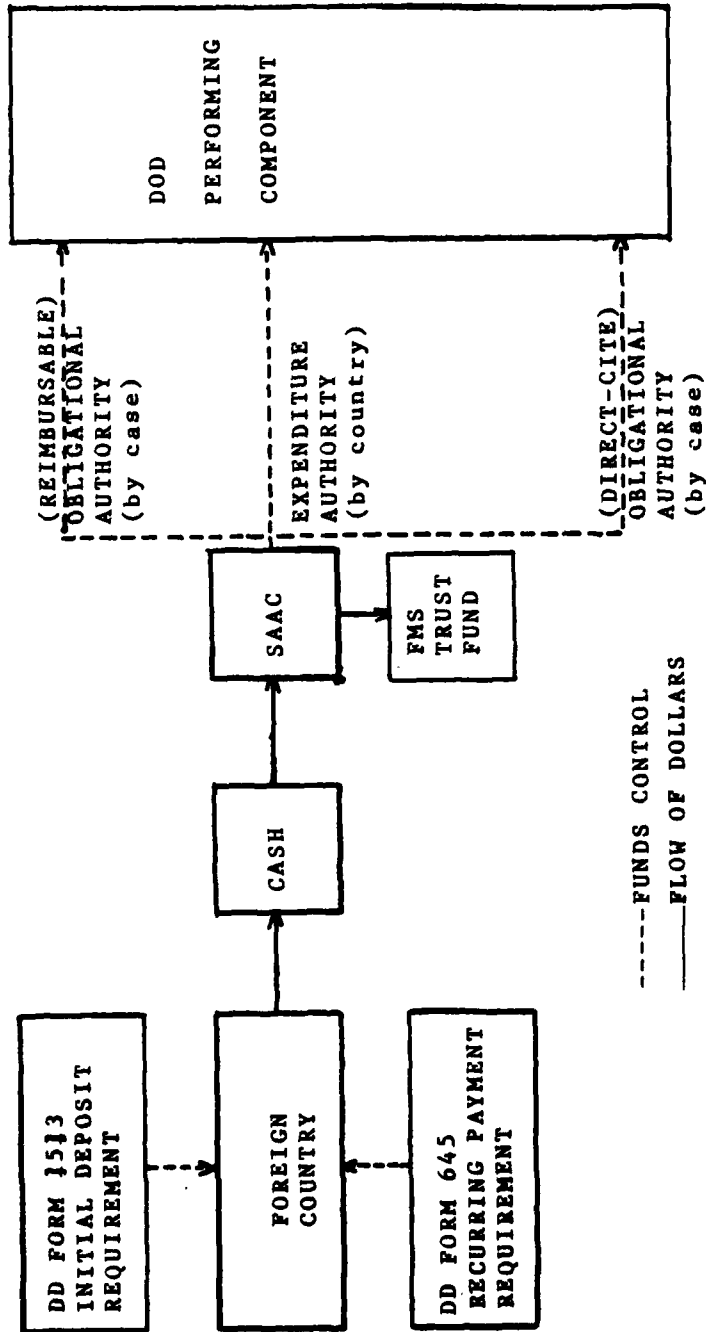 DD FORM 1513
INITIAL DEPOSIT
REQUIREMENT
FOREIGN
COUNTRY
DD FORM 645
RECURRING PAYMENT
REQUIREMENT
CASH
SAAC
FMS
TRUST
FUND
(REIMBURSABLE)
OBLIGATIONAL
AUTHORITY
(by case)
EXPENDITURE
AUTHORITY
(by country)
(DIRECT-CITE)
OBLIGATIONAL
AUTHORITY
(by case)
DOD
PERFORMING
COMPONENT
-----FUNDS CONTROL
____FLOW OF DOLLARS